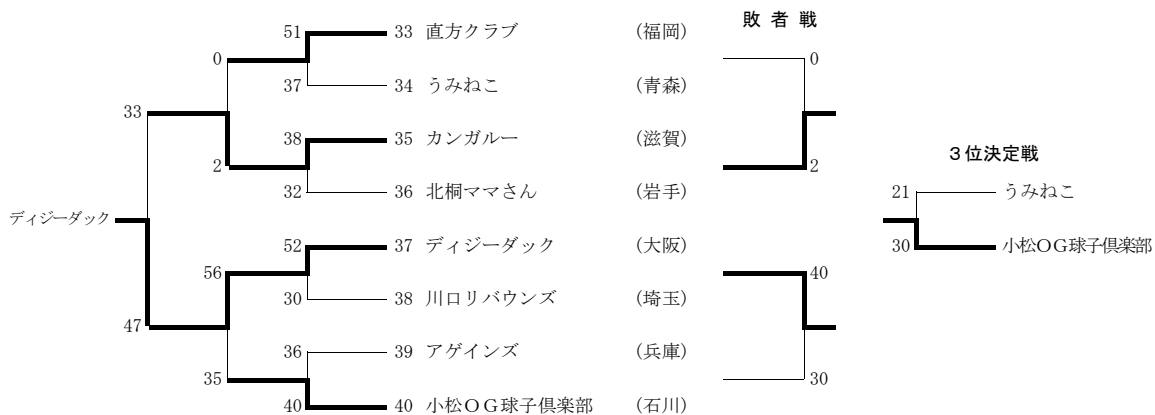 敗者戦
51 33 直方クラブ (福岡)
0 0
37 34 うみねこ (青森)
33
38 35 カンガルー (滋賀)
3位決定戦
2 2
32 36 北桐ママさん (岩手)
21 うみねこ
ディジーダック
52 37 ディジーダック (大阪)
30 小松OG球子倶楽部
56 40
30 38 川口リバウンズ (埼玉)
47
36 39 アゲインズ (兵庫)
35 30
40 40 小松OG球子倶楽部 (石川)